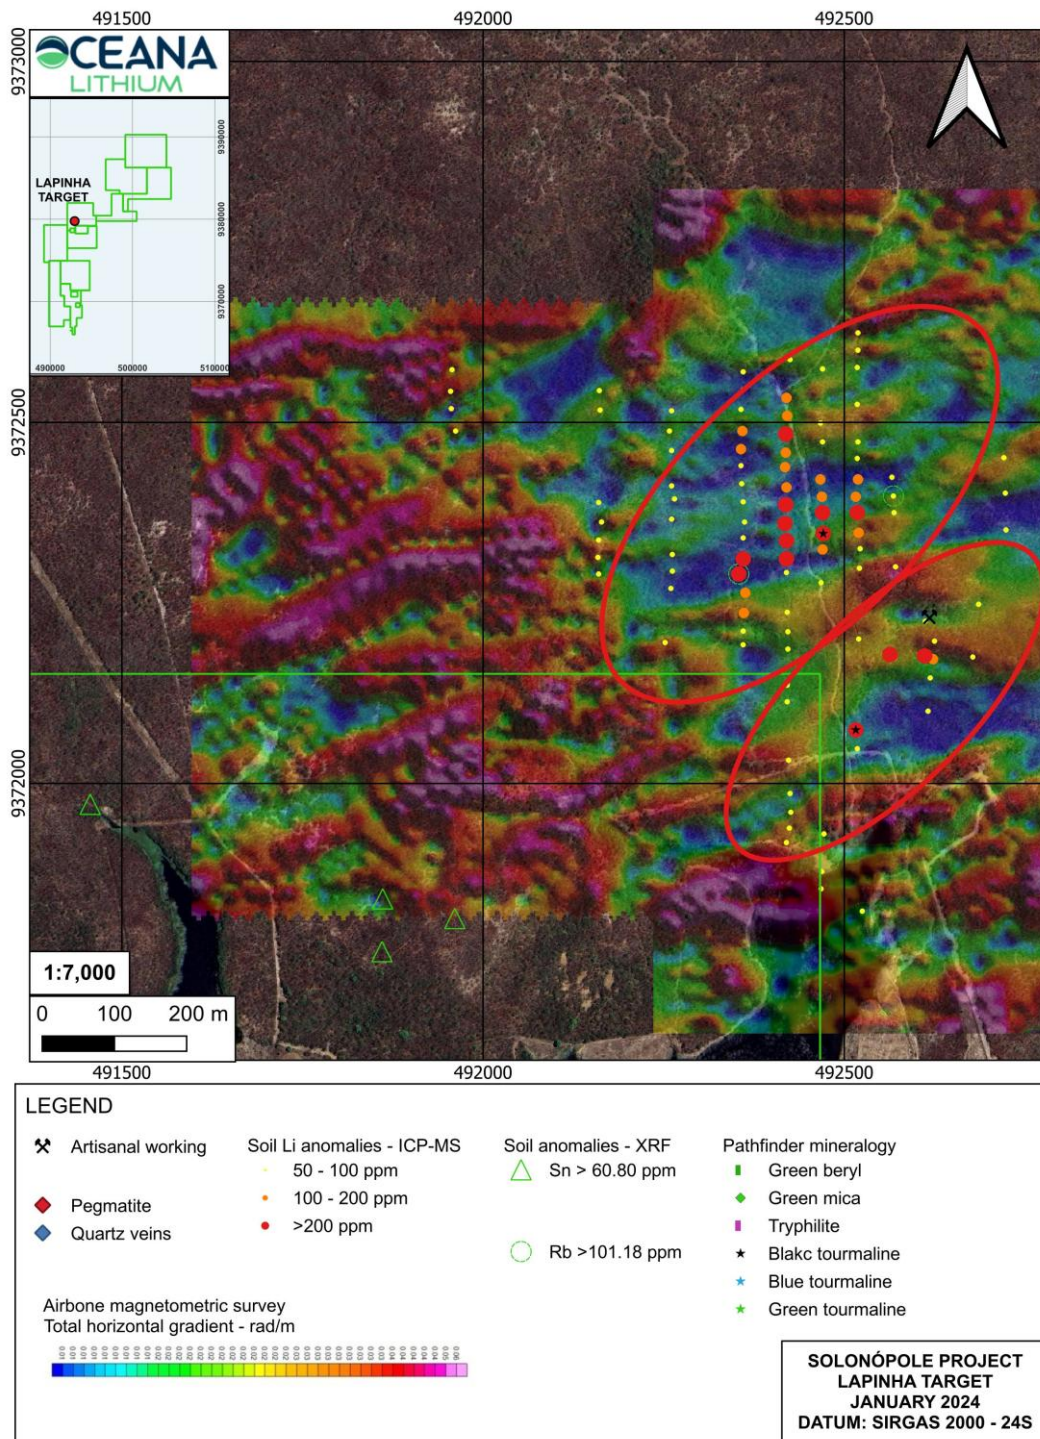 491500
492000
492500
9373000
9372500
9372000
OCEANA
LITHIUM
LAPINHA
TARGET
9390000
9380000
9370000
490000
500000
510000
1:7,000
0 100 200 m
491500
492000
492500
LEGEND
Artisanal working
Pegmatite
Quartz veins
Soil Li anomalies - ICP-MS
50 - 100 ppm
100 - 200 ppm
>200 ppm
Soil anomalies - XRF
Sn > 60.80 ppm
Rb >101.18 ppm
Pathfinder mineralogy
Green beryl
Green mica
Tryphilite
Blakc tourmaline
Blue tourmaline
Green tourmaline
Airbone magnetometric survey
Total horizontal gradient - rad/m
SOLONÓPOLE PROJECT
LAPINHA TARGET
JANUARY 2024
DATUM: SIRGAS 2000 - 24S